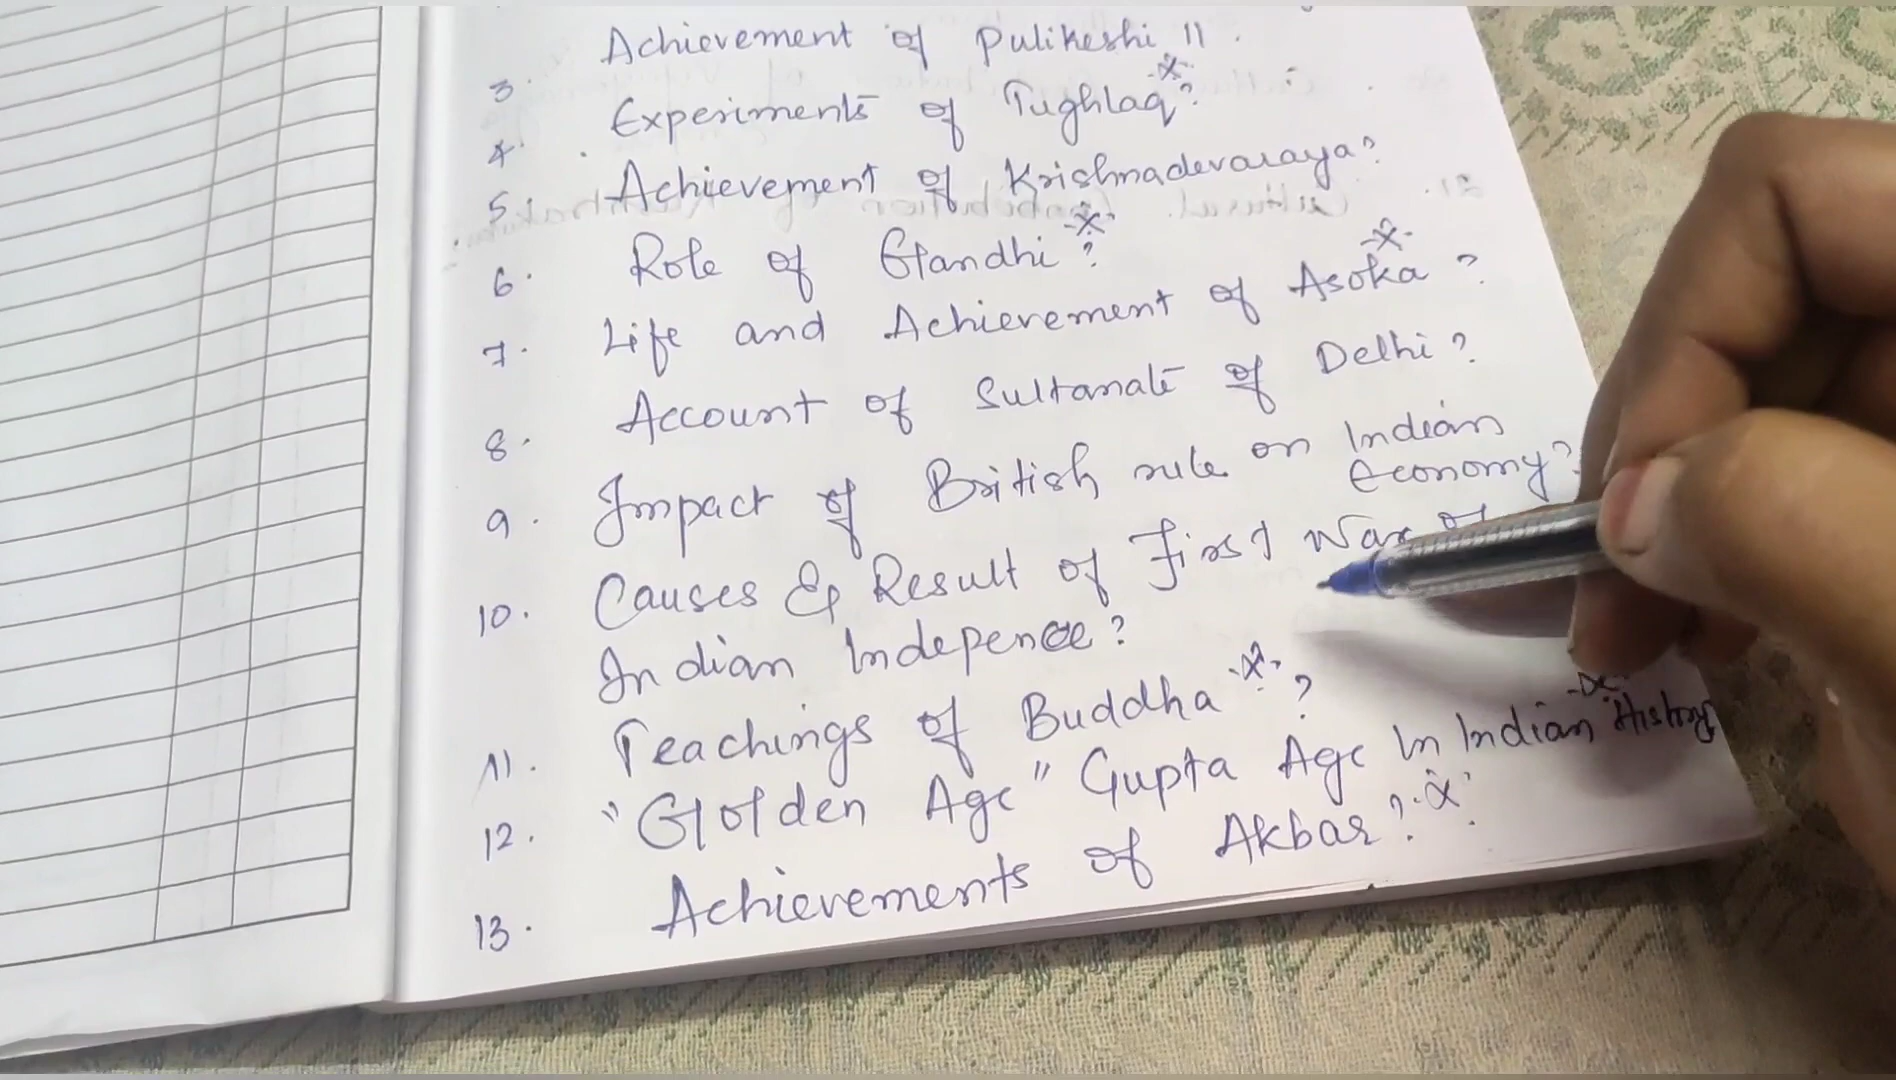 Achievement of Pulikeshi II.
3. Experiments of Tughlaq?
4. Achievement of Krishnadevaraya?
5. Role of Gandhi?
6. Life and Achievement of Asoka?
7. Account of Sultanate of Delhi?
8. Impact of British rule on Indian
Economy?
9. Causes & Result of First War of
10. Indian Indepence?
Teachings of Buddha?
11. "Golden Age" Gupta Age In Indian History
12. Achievements of Akbar?
13.